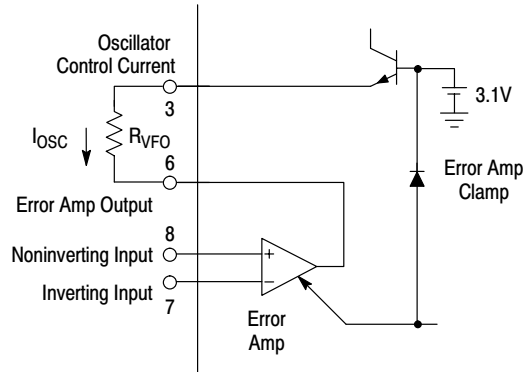 Oscillator
Control Current
3
3.1V
IOSC
RVFO
6
Error Amp
Clamp
Error Amp Output
8
Noninverting Input
+
Inverting Input
−
7
Error
Amp